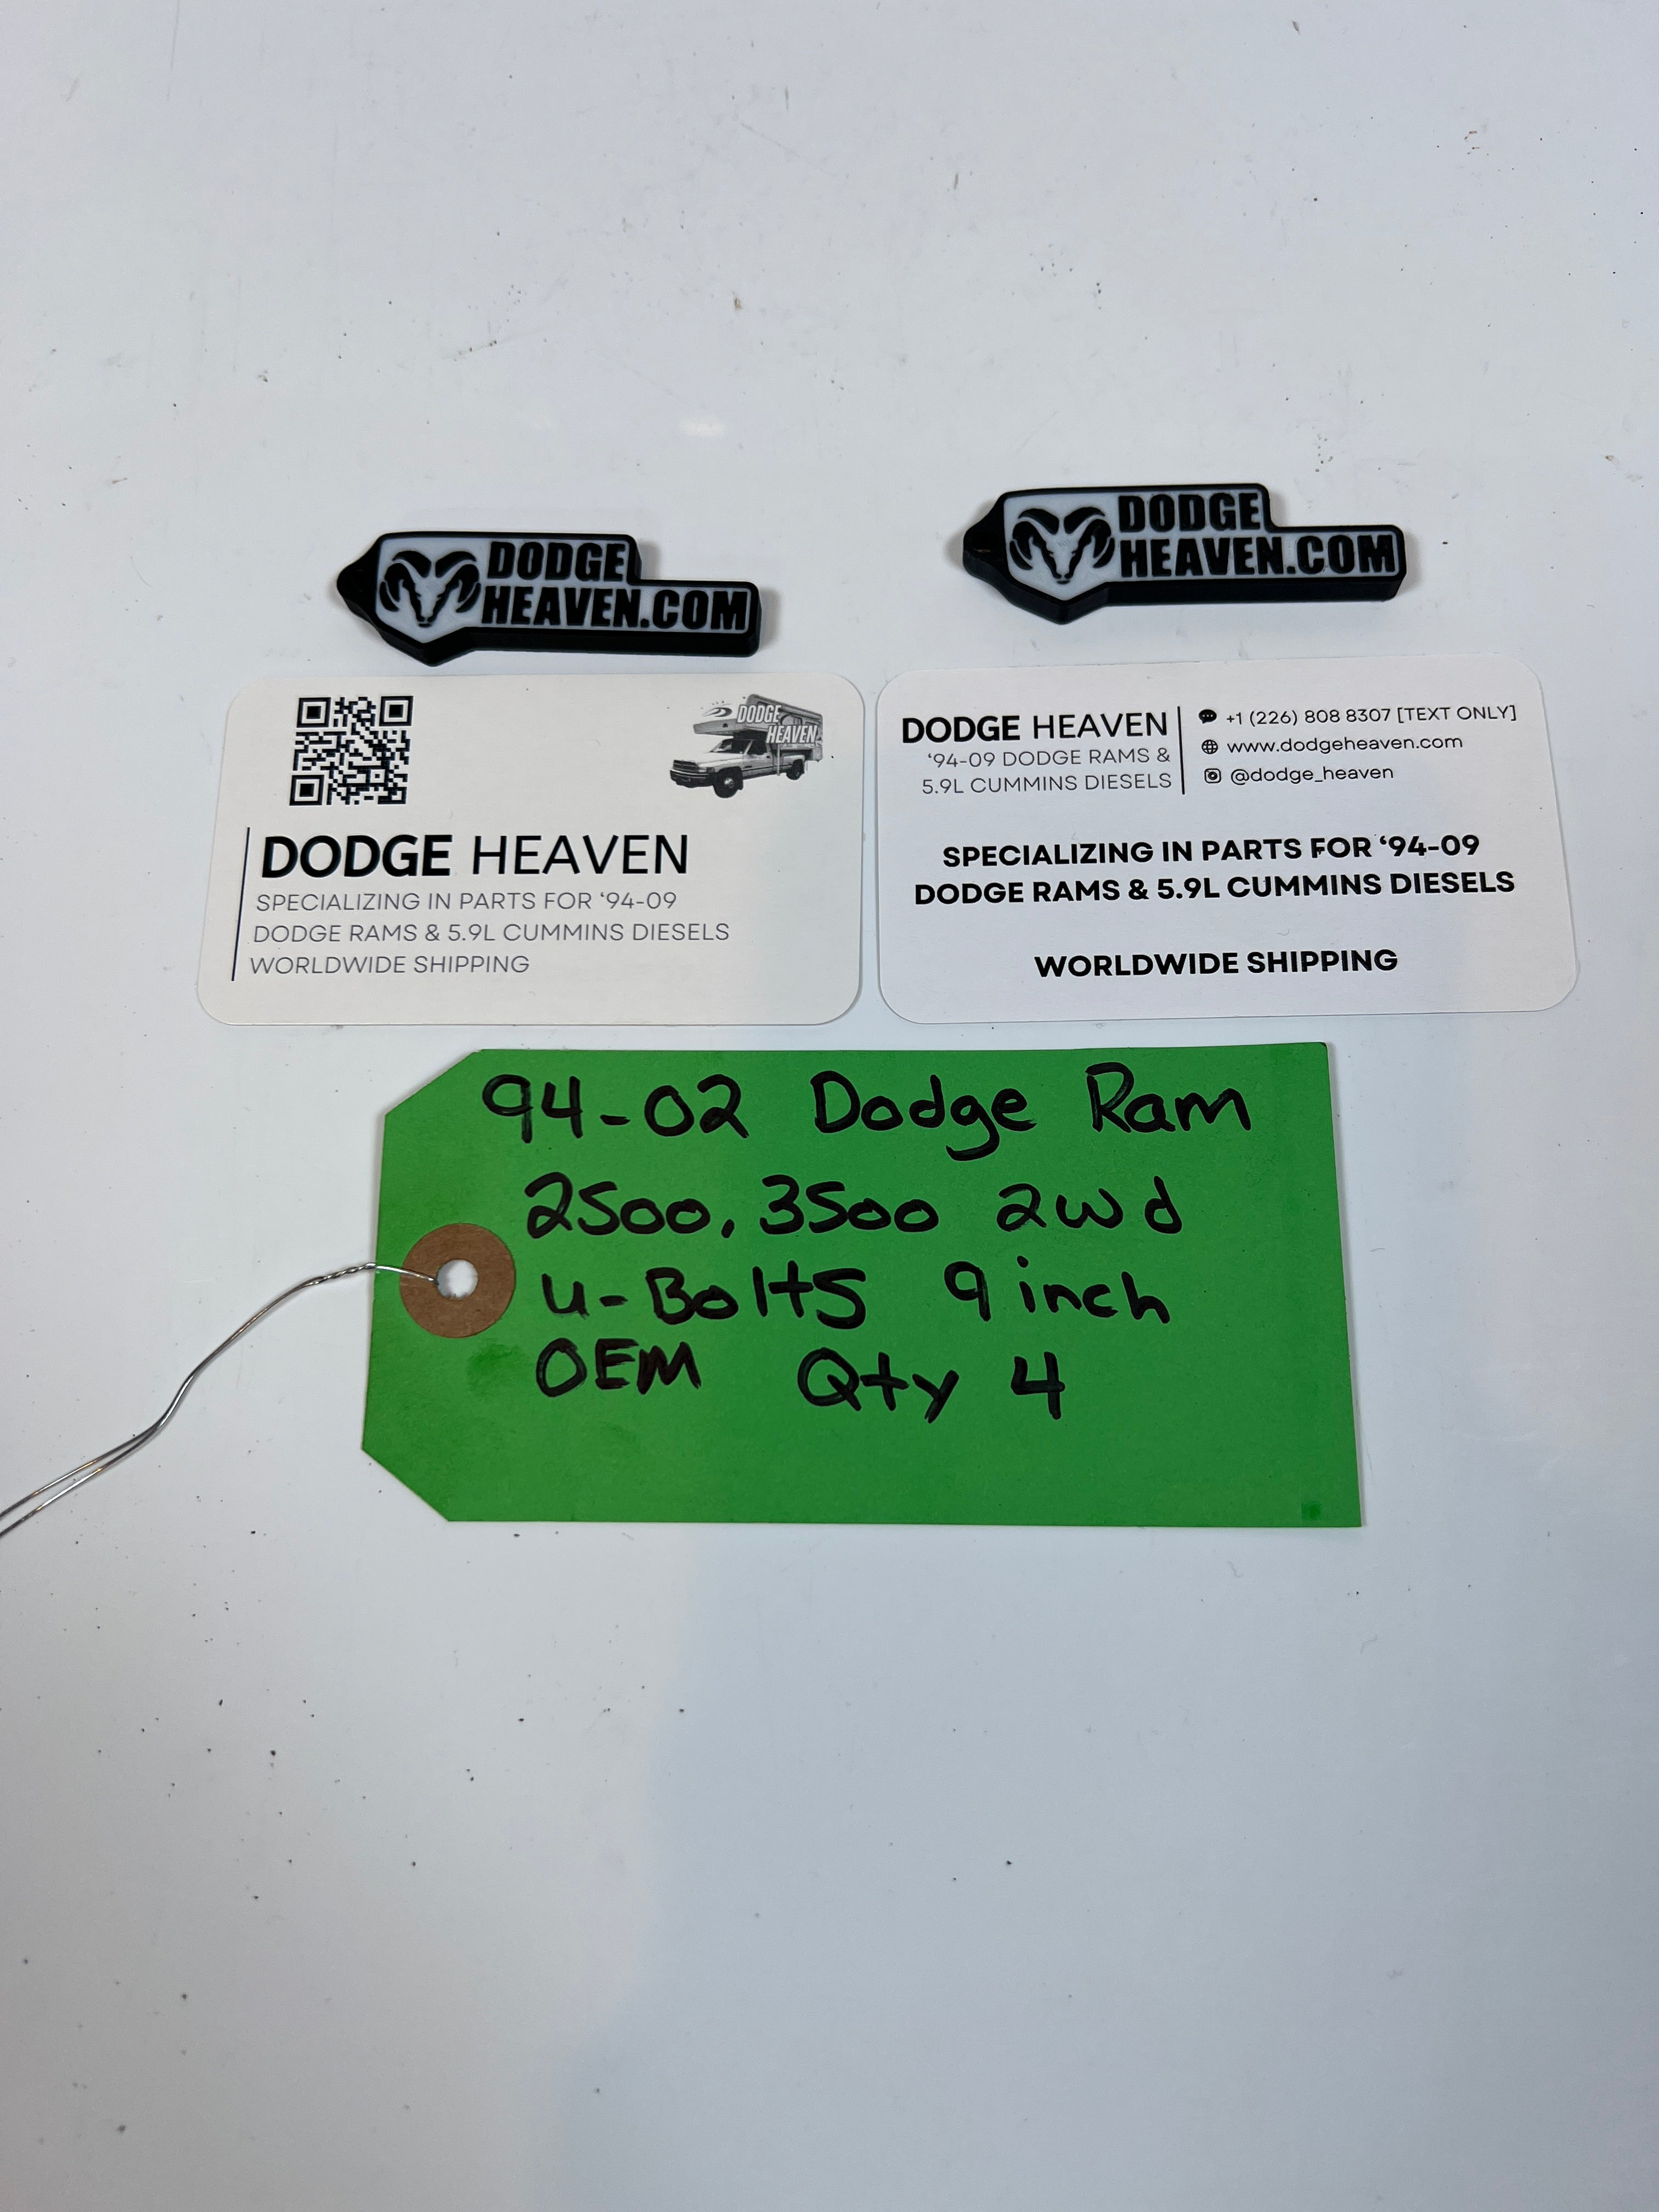 DODGE
HEAVEN.COM
DODGE
HEAVEN.COM
DODGE
HEAVEN
DODGE HEAVEN
SPECIALIZING IN PARTS FOR ‘94-09
DODGE RAMS & 5.9L CUMMINS DIESELS
WORLDWIDE SHIPPING
DODGE HEAVEN
‘94-09 DODGE RAMS &
5.9L CUMMINS DIESELS
+1 (226) 808 8307 [TEXT ONLY]
www.dodgeheaven.com
@dodge_heaven
SPECIALIZING IN PARTS FOR ‘94-09
DODGE RAMS & 5.9L CUMMINS DIESELS
WORLDWIDE SHIPPING
94-02 Dodge Ram
2500, 3500 2wd
U-Bolts 9 inch
OEM Qty 4